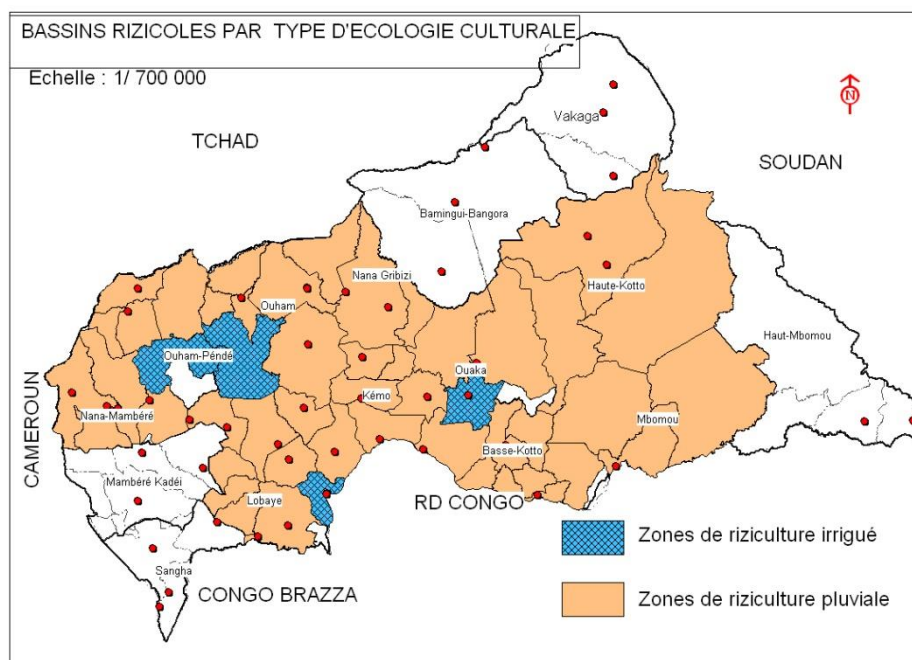 BASSINS RIZICOLES PAR TYPE D'ECOLOGIE CULTURALE
Echelle : 1/ 700 000
N
Vakaga
TCHAD
SOUDAN
Bamingui-Bangora
Nana Gribizi
Haute-Kotto
Ouham
Haut-Mbomou
Ouham-Péndé
Ouaka
CAMEROUN
Kémo
Nana-Mambéré
Mbomou
Basse-Kotto
Mambéré Kadéi
Lobaye
RD CONGO
Zones de riziculture irrigué
Sangha
CONGO BRAZZA
Zones de riziculture pluviale